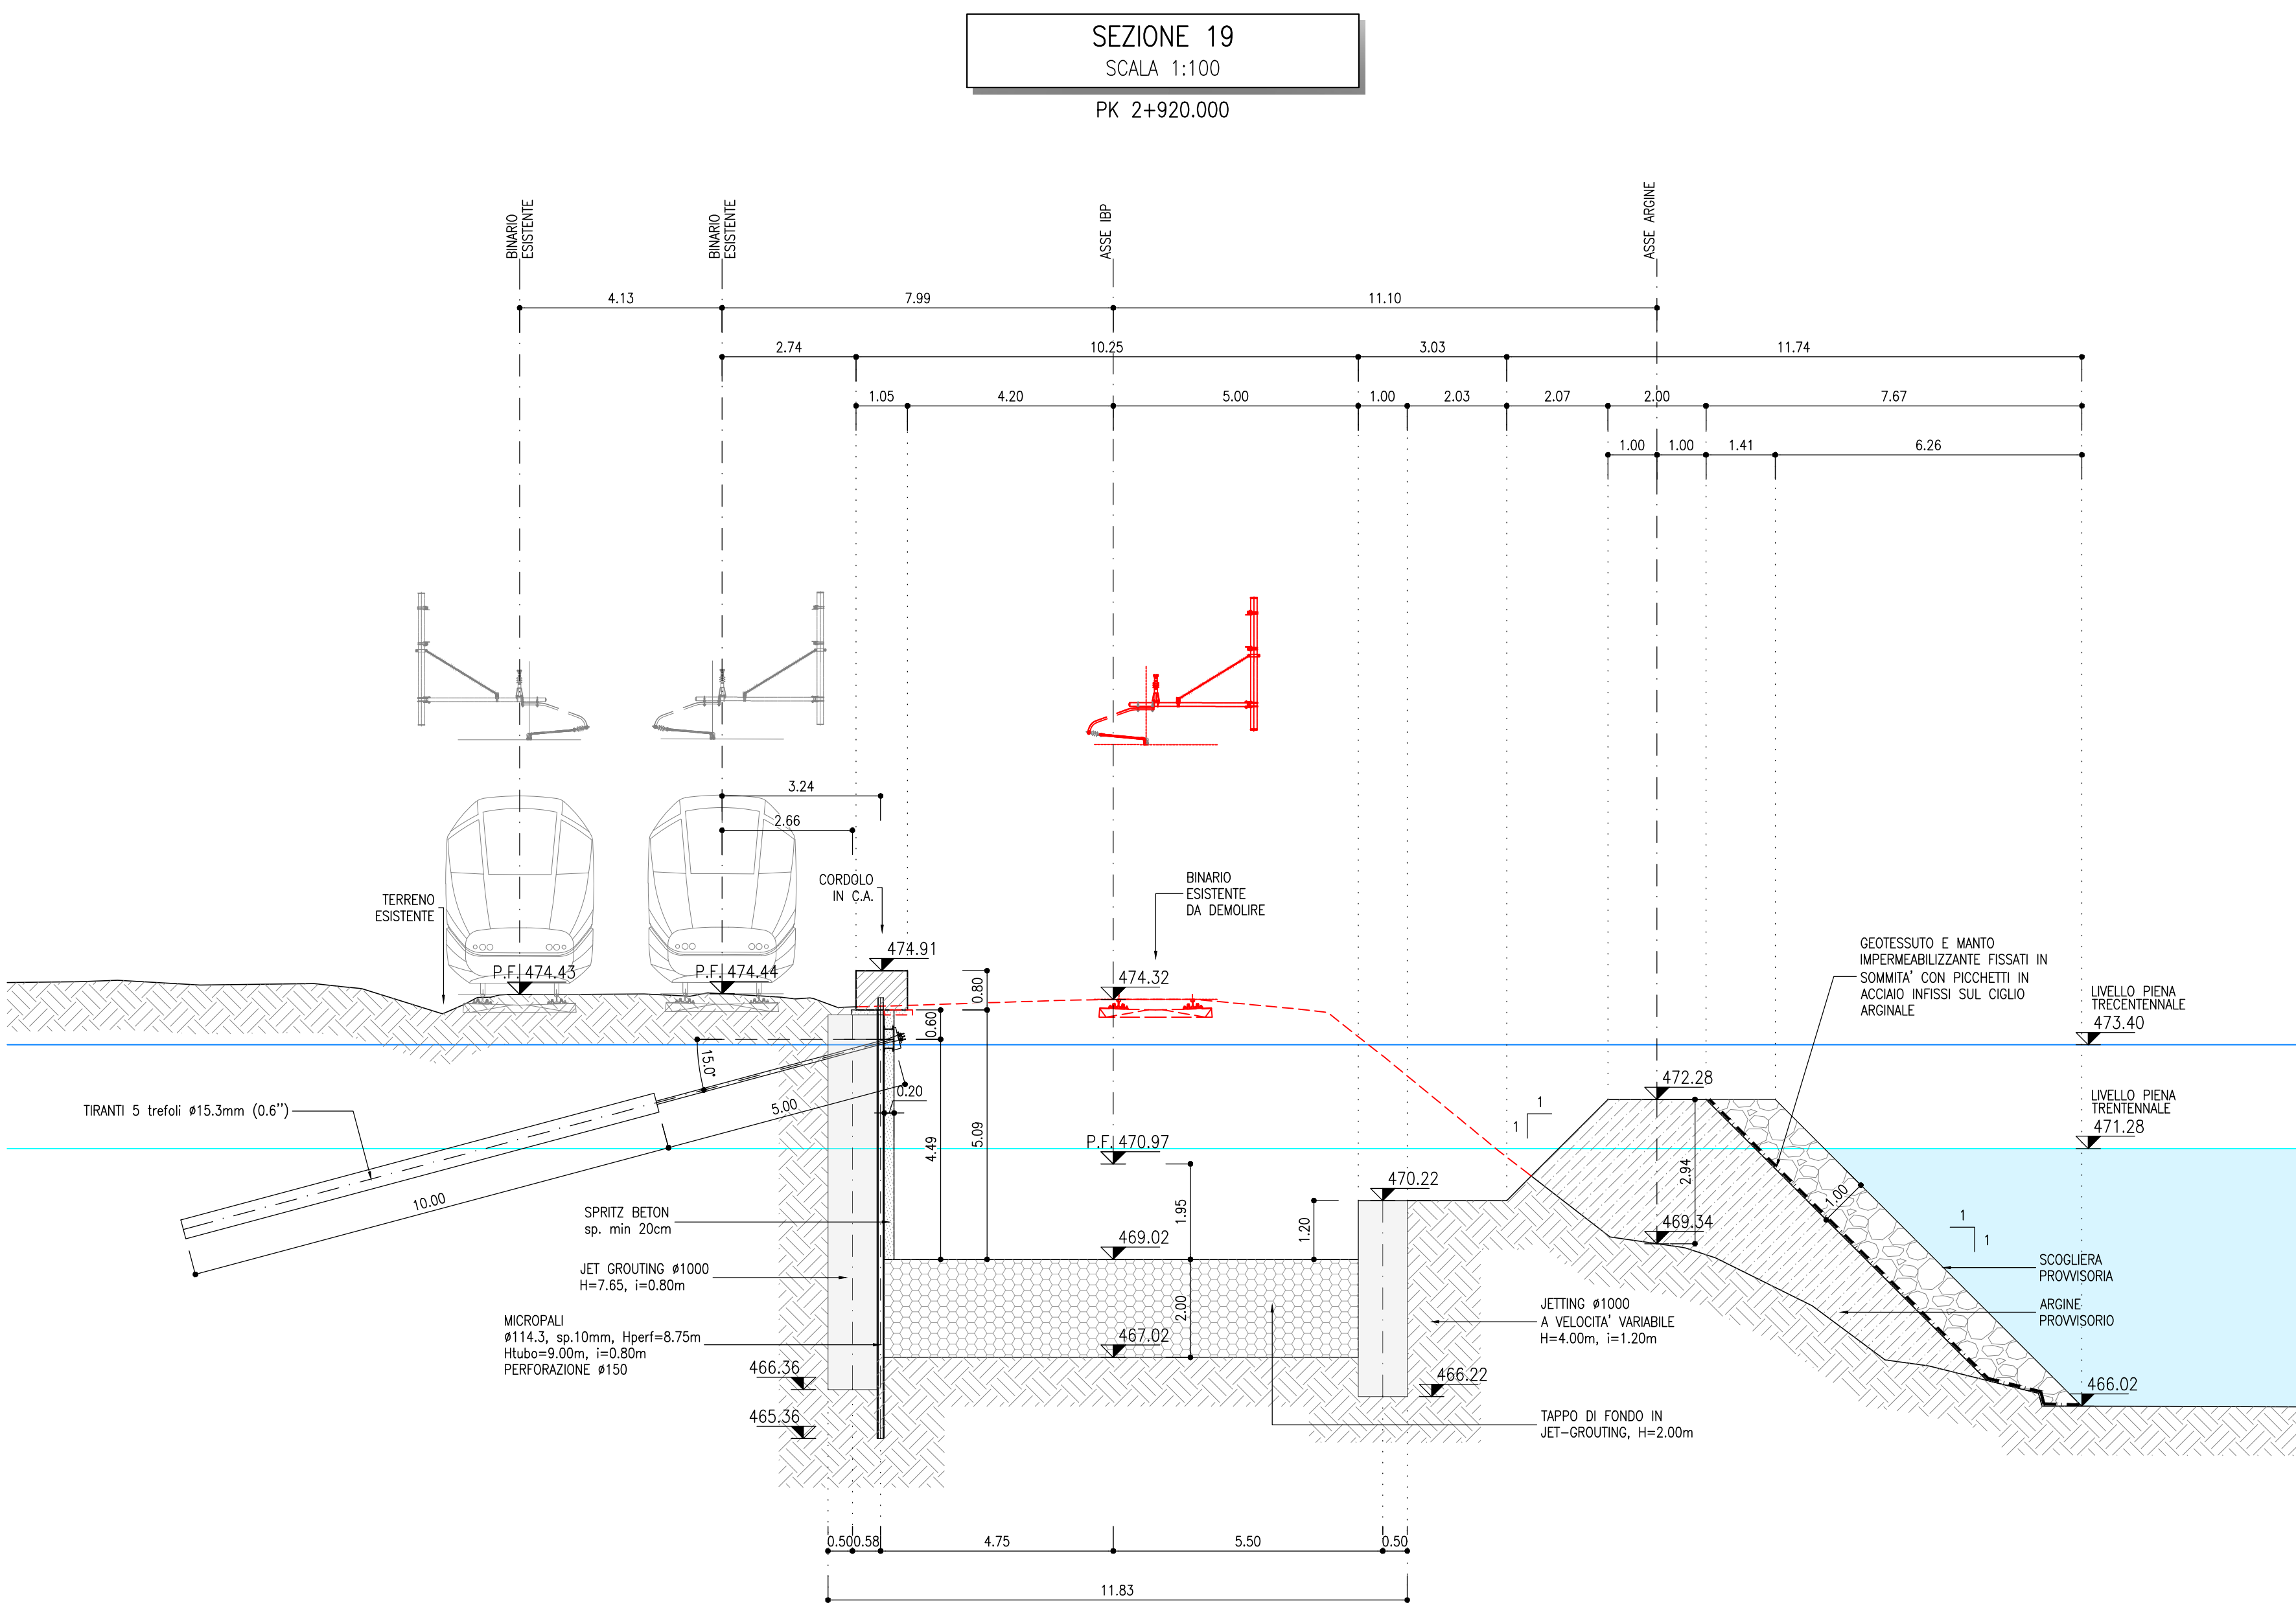 SEZIONE 19
SCALA 1:100
PK 2+920.000
BINARIO
ESISTENTE
BINARIO
ESISTENTE
ASSE IBP
ASSE ARGINE
4.13
7.99
11.10
2.74
10.25
3.03
11.74
1.05
4.20
5.00
1.00
2.03
2.07
2.00
7.67
1.00
1.00
1.41
6.26
3.24
2.66
CORDOLO
IN C.A.
TERRENO
ESISTENTE
BINARIO
ESISTENTE
DA DEMOLIRE
474.91
P.F. 474.43
P.F. 474.44
0.80
474.32
GEOTESSUTO E MANTO
IMPERMEABILIZZANTE FISSATI IN
SOMMITA' CON PICCHETTI IN
ACCIAIO INFISSI SUL CIGLIO
ARGINALE
LIVELLO PIENA
TRECENTENNALE
473.40
0.60
15.0°
0.20
5.00
472.28
TIRANTI 5 trefoli ø15.3mm (0.6'')
LIVELLO PIENA
TRENTENNALE
471.28
1
1
4.49
5.09
P.F. 470.97
2.94
470.22
10.00
1.00
SPRITZ BETON
sp. min 20cm
1.95
1.20
469.34
469.02
1
1
JET GROUTING ø1000
H=7.65, i=0.80m
SCOGLIERA
PROVVISORIA
2.00
JETTING ø1000
A VELOCITA' VARIABILE
H=4.00m, i=1.20m
ARGINE
PROVVISORIO
MICROPALI
ø114.3, sp.10mm, Hperf=8.75m
Htubo=9.00m, i=0.80m
PERFORAZIONE ø150
467.02
466.36
466.22
466.02
465.36
TAPPO DI FONDO IN
JET-GROUTING, H=2.00m
0.50
0.58
4.75
5.50
0.50
11.83